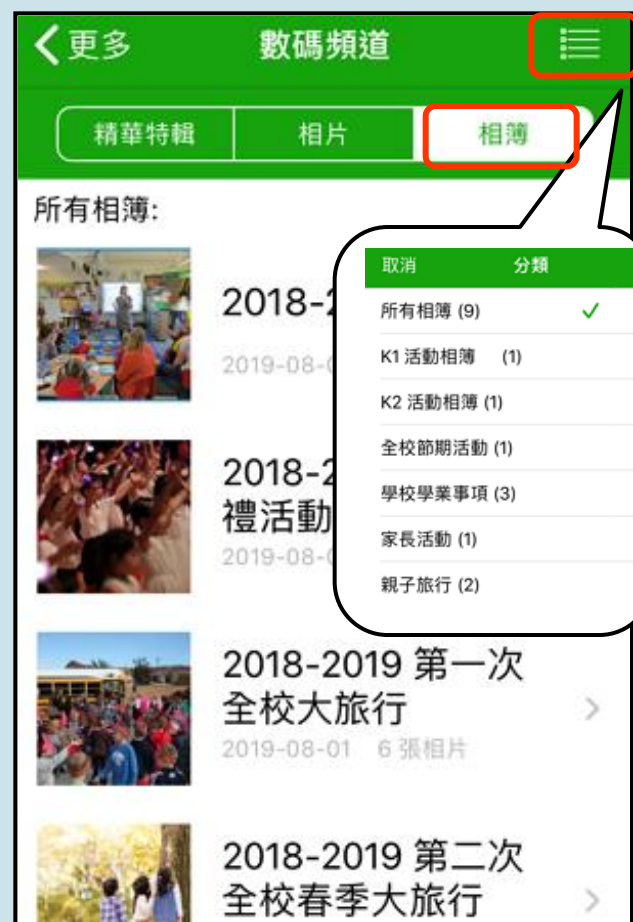 更多
數碼頻道
精華特輯
相片
相簿
所有相簿:
2018-2
2019-08-0
2018-2
禮活動
2019-08-0
取消
分類
所有相簿 (9)
K1 活動相簿 (1)
K2 活動相簿 (1)
全校節期活動 (1)
學校學業事項 (3)
家長活動 (1)
親子旅行 (2)
2018-2019 第一次
全校大旅行
2019-08-01 6 張相片
2018-2019 第二次
全校春季大旅行